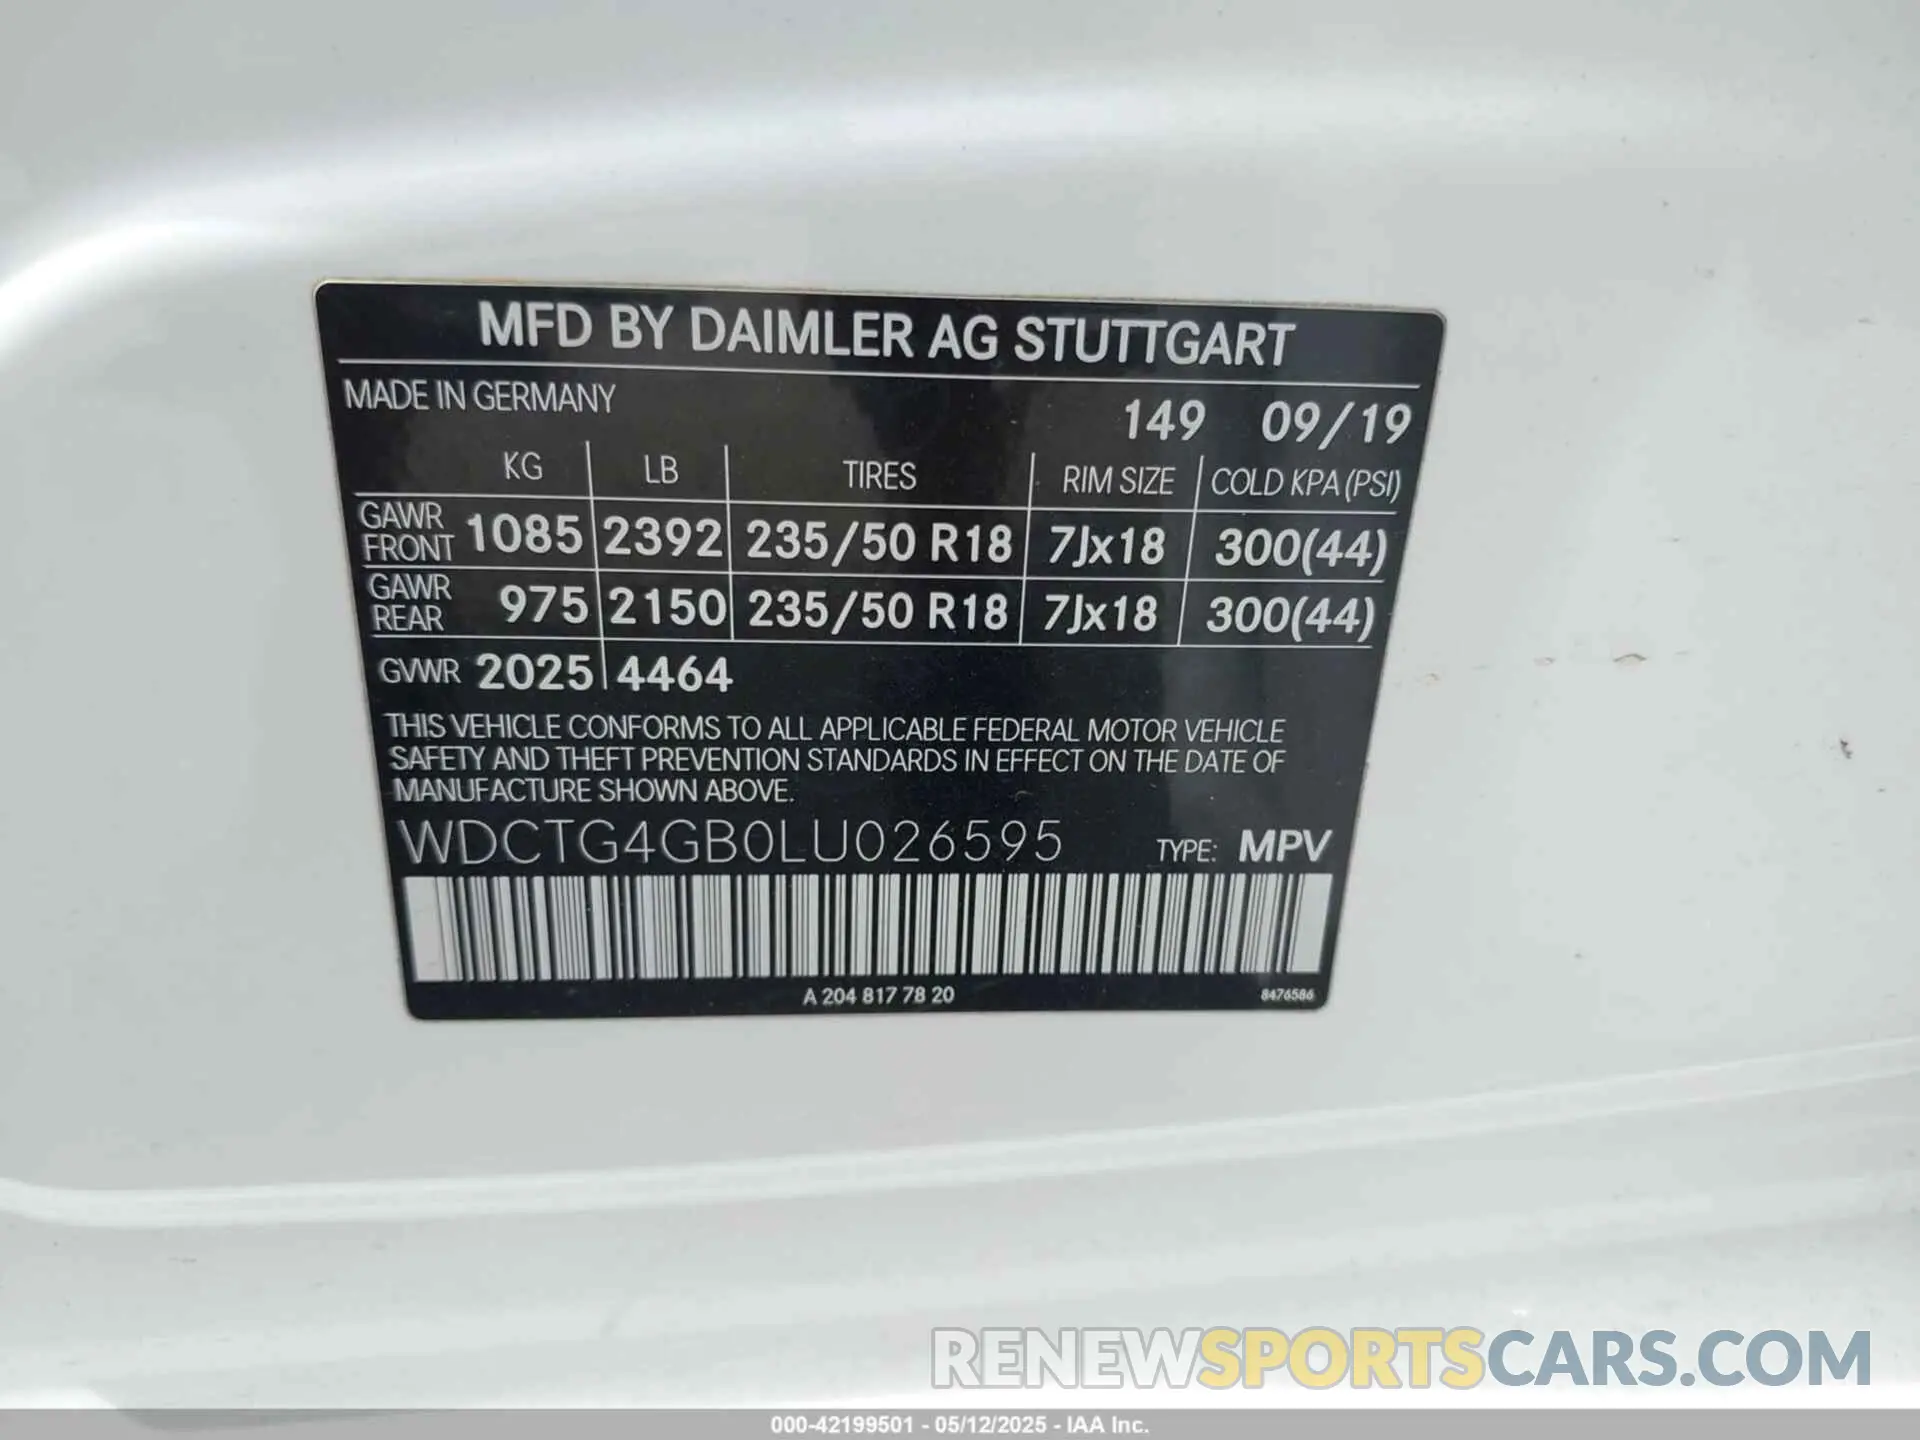 MFD BY DAIMLER AG STUTTGART
MADE IN GERMANY
149 09/19
KG LB TIRES RIM SIZE COLD KPA (PSI)
GAWR FRONT 1085 2392 235/50 R18 7Jx18 300(44)
GAWR REAR 975 2150 235/50 R18 7Jx18 300(44)
GVWR 2025 4464
THIS VEHICLE CONFORMS TO ALL APPLICABLE FEDERAL MOTOR VEHICLE
SAFETY AND THEFT PREVENTION STANDARDS IN EFFECT ON THE DATE OF
MANUFACTURE SHOWN ABOVE.
WDCTG4GB0LU026595 TYPE: MPV
A 204 817 78 20 8476586
RENEWSPORTSCARS.COM
000-42199501 - 05/12/2025 - IAA Inc.